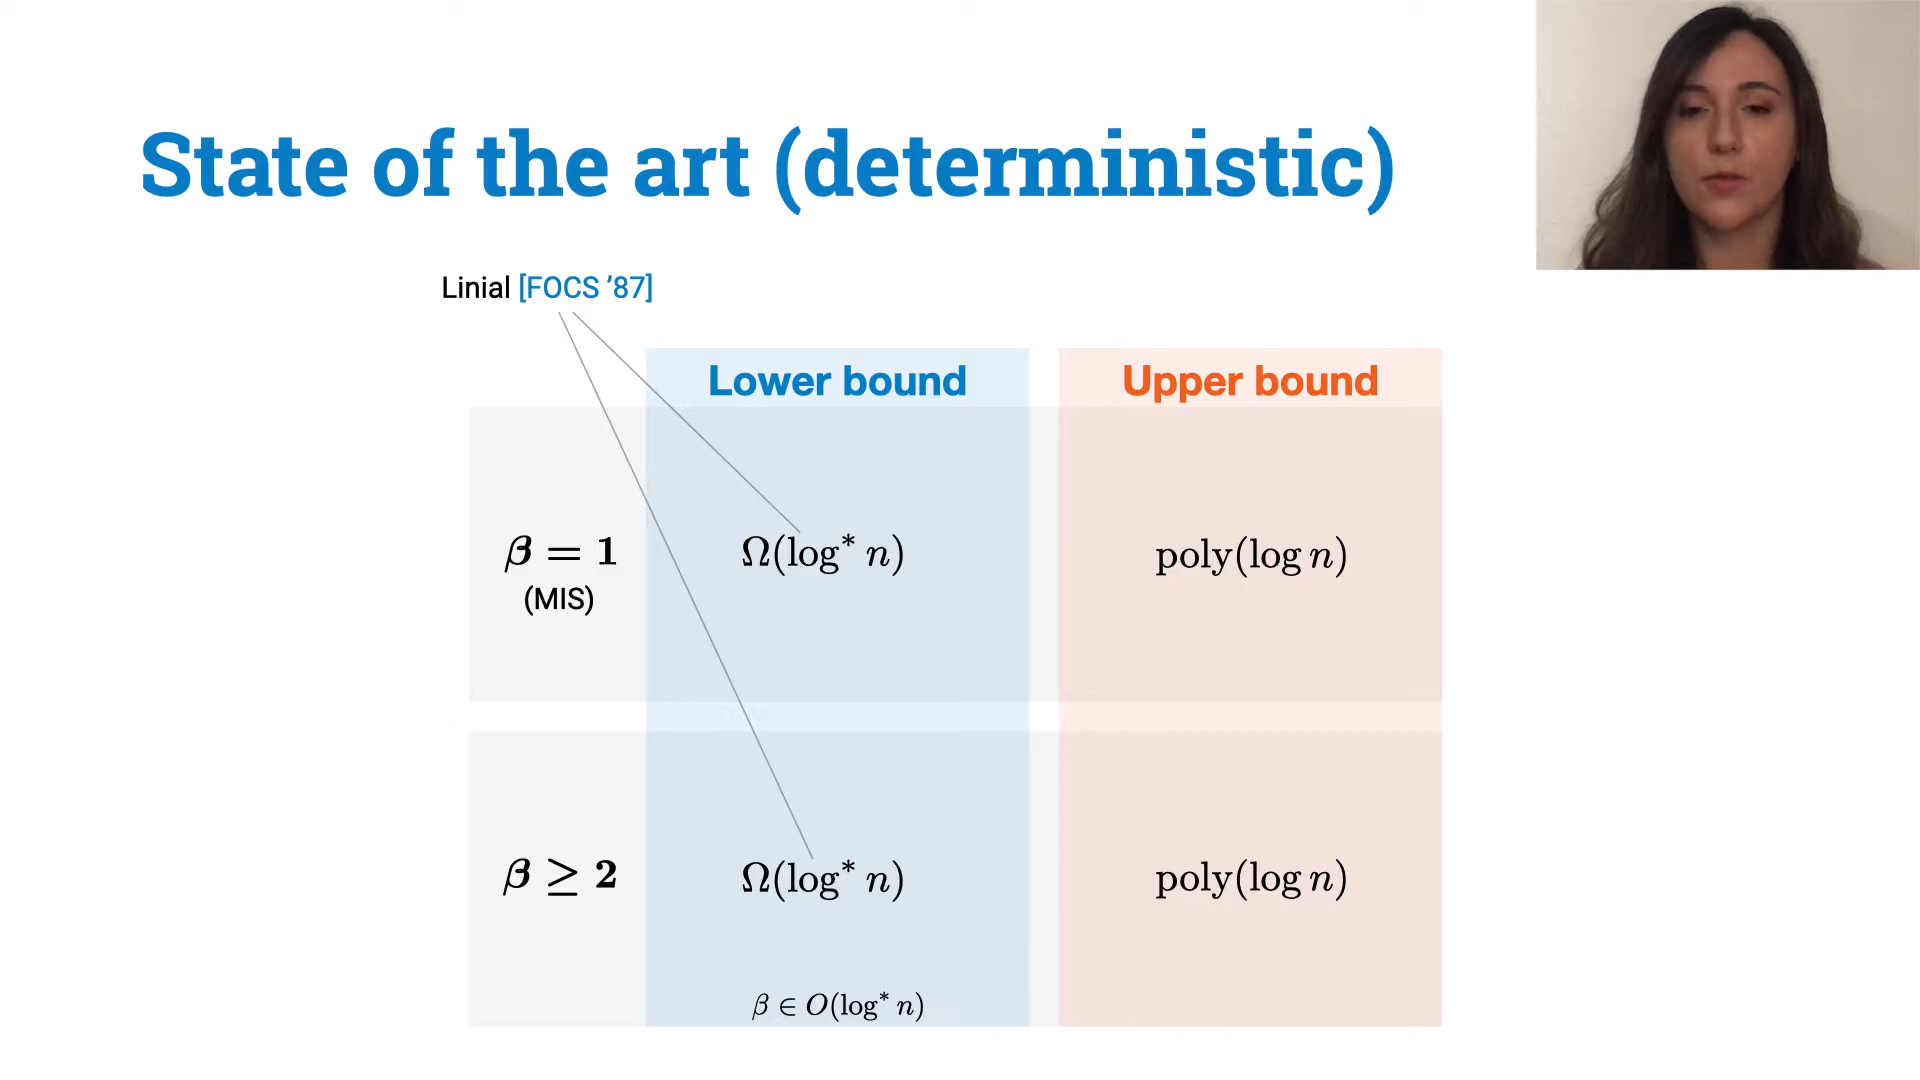 State of the art (deterministic)
Linial [FOCS ’87]
Lower bound Upper bound
β = 1 Ω(log* n) poly(log n)
(MIS)
β ≥ 2 Ω(log* n) poly(log n)
β ∈ O(log* n)